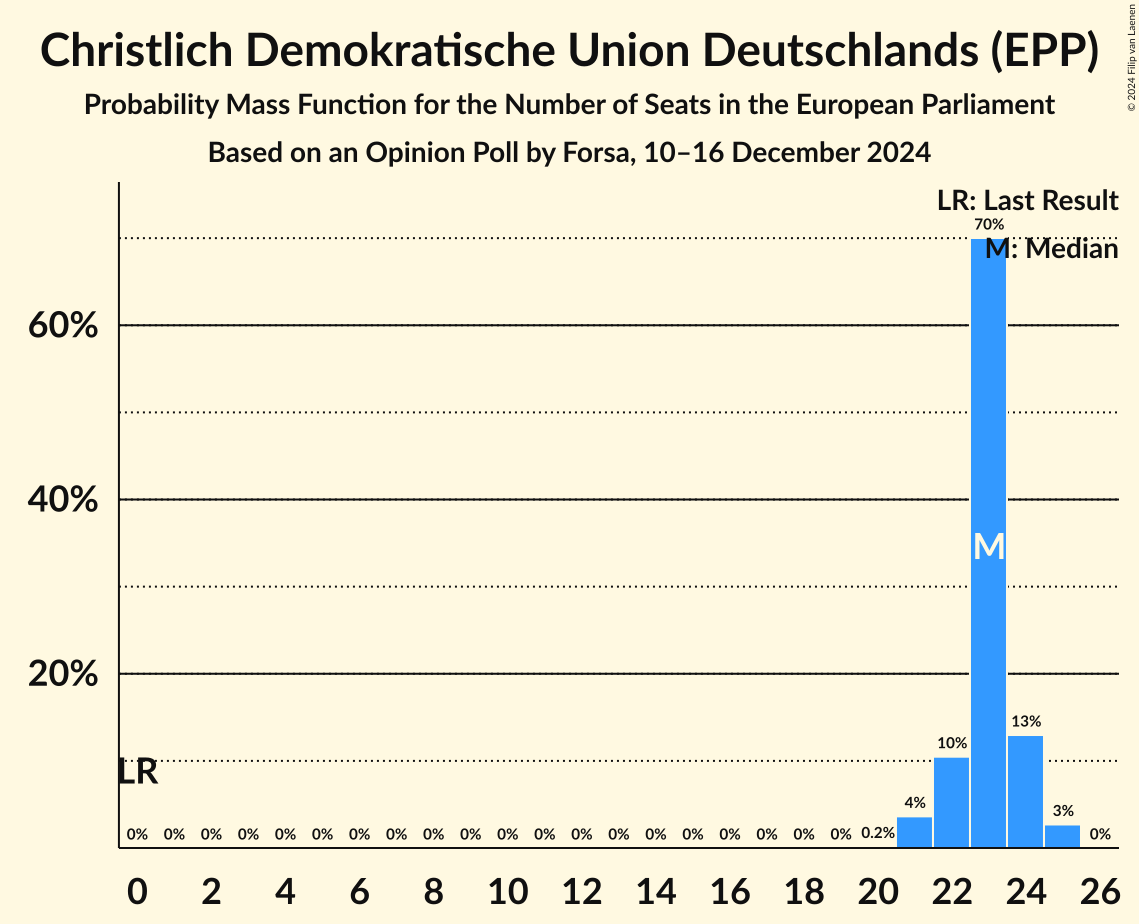 Christlich Demokratische Union Deutschlands (EPP)
Probability Mass Function for the Number of Seats in the European Parliament
Based on an Opinion Poll by Forsa, 10–16 December 2024
© 2024 Filip van Laenen
LR: Last Result
M: Median
60%
40%
20%
70%
M
LR
0% 0% 0% 0% 0% 0% 0% 0% 0% 0% 0% 0% 0% 0% 0% 0% 0% 0% 0% 0% 0.2% 4% 10% 13% 3% 0%
0 2 4 6 8 10 12 14 16 18 20 22 24 26